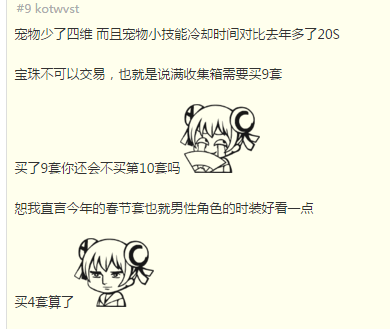 #9 kotwvst
宠物少了四维 而且宠物小技能冷却时间对比去年多了20S
宝珠不可以交易，也就是说满收集箱需要买9套
买了9套你还会不买第10套吗
恕我直言今年的春节套也就男性角色的时装好看一点
买4套算了